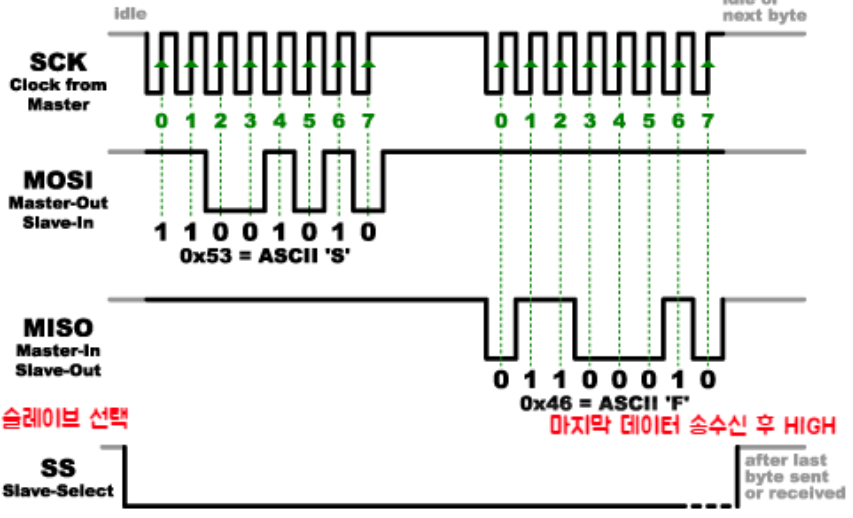 idle
next byte
SCK
Clock from
Master
0 1 2 3 4 5 6 7
0 1 2 3 4 5 6 7
MOSI
Master-Out
Slave-In
1 1 0 0 1 0 1 0
0x53 = ASCII 'S'
MISO
Master-In
Slave-Out
0 1 1 0 0 0 1 0
0x46 = ASCII 'F'
슬레이브 선택
마지막 데이터 송수신 후 HIGH
SS
Slave-Select
after last
byte sent
or received